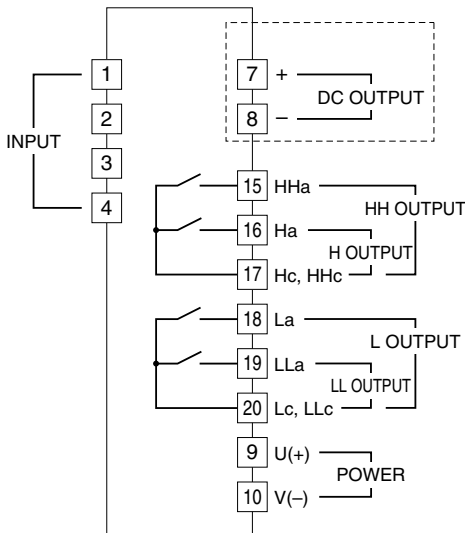 1
2
3
4
INPUT
7 +
8 −
DC OUTPUT
15 HHa
HH OUTPUT
16 Ha
H OUTPUT
17 Hc, HHc
18 La
L OUTPUT
19 LLa
LL OUTPUT
20 Lc, LLc
9 U(+)
POWER
10 V(−)